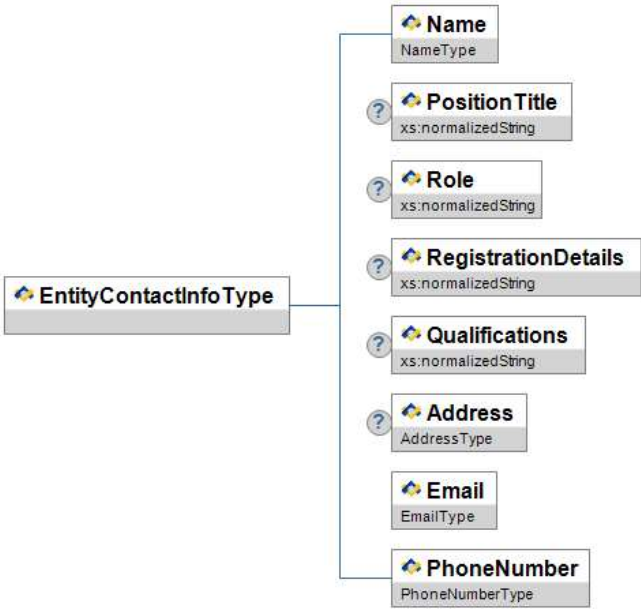 Name
NameType
?
PositionTitle
xs:normalizedString
?
Role
xs:normalizedString
?
RegistrationDetails
xs:normalizedString
EntityContactInfoType
?
Qualifications
xs:normalizedString
?
Address
AddressType
Email
EmailType
PhoneNumber
PhoneNumberType